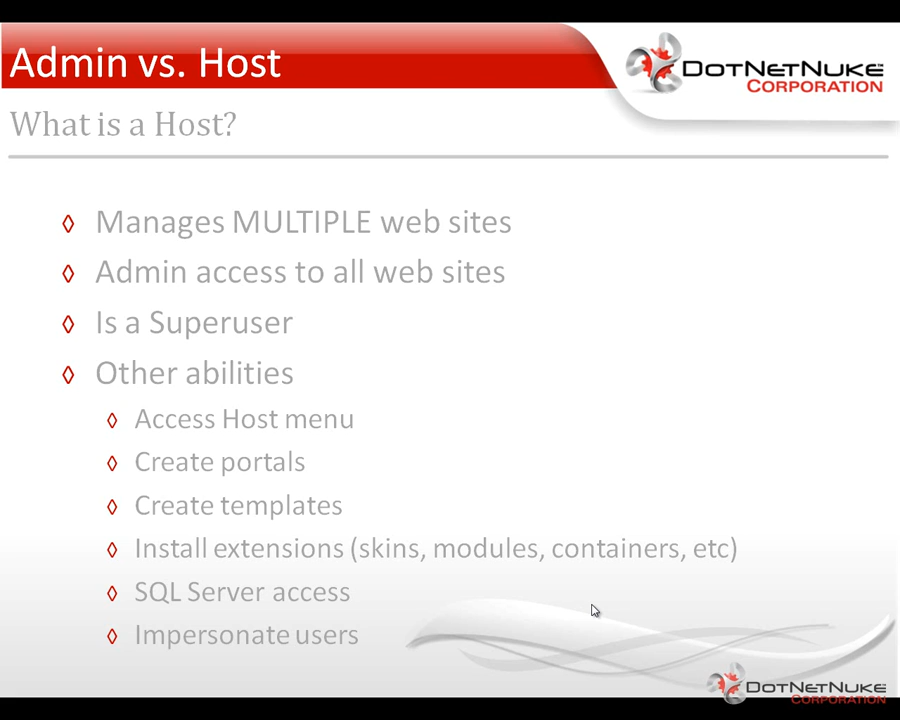 Admin vs. Host
DOTNETNUKE
CORPORATION
What is a Host?
Manages MULTIPLE web sites
Admin access to all web sites
Is a Superuser
Other abilities
Access Host menu
Create portals
Create templates
Install extensions (skins, modules, containers, etc)
SQL Server access
Impersonate users
DOTNETNUKE
CORPORATION